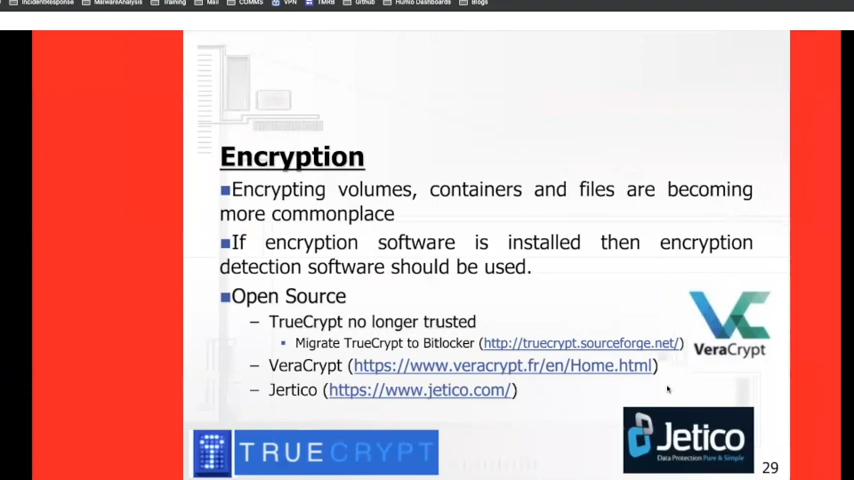 IncidentResponse MalwareAnalysis Training Mail COMMS VPN TMRB Github Humio Dashboards Blogs
Encryption
■Encrypting volumes, containers and files are becoming
more commonplace
■If encryption software is installed then encryption
detection software should be used.
■Open Source
– TrueCrypt no longer trusted
▪ Migrate TrueCrypt to Bitlocker (http://truecrypt.sourceforge.net/)
– VeraCrypt (https://www.veracrypt.fr/en/Home.html)
– Jertico (https://www.jetico.com/)
VeraCrypt
TRUECRYPT
Jetico
Data Protection Pure & Simple
29